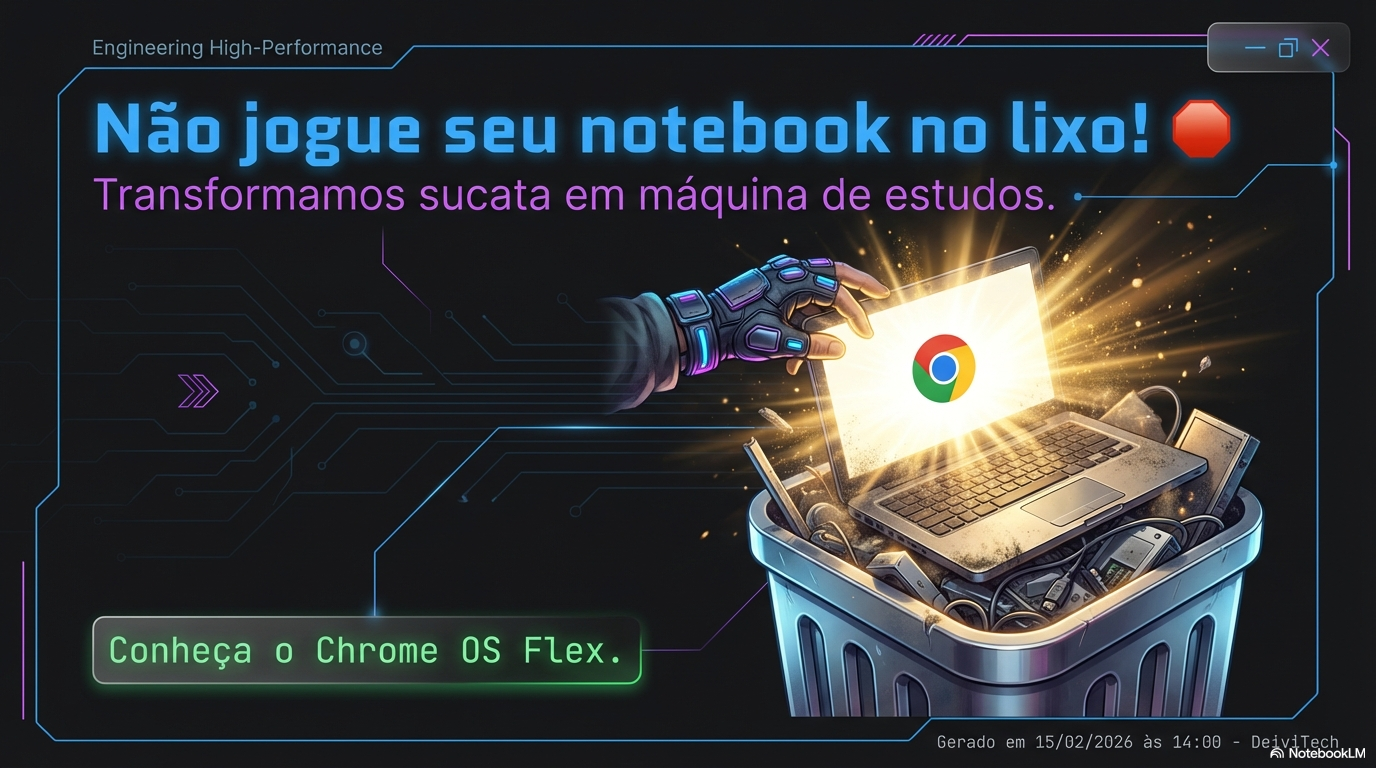 Engineering High-Performance
Não jogue seu notebook no lixo! 🛑
Transformamos sucata em máquina de estudos.
Conheça o Chrome OS Flex.
Gerado em 15/02/2026 às 14:00 - DeiviTech
NotebookLM